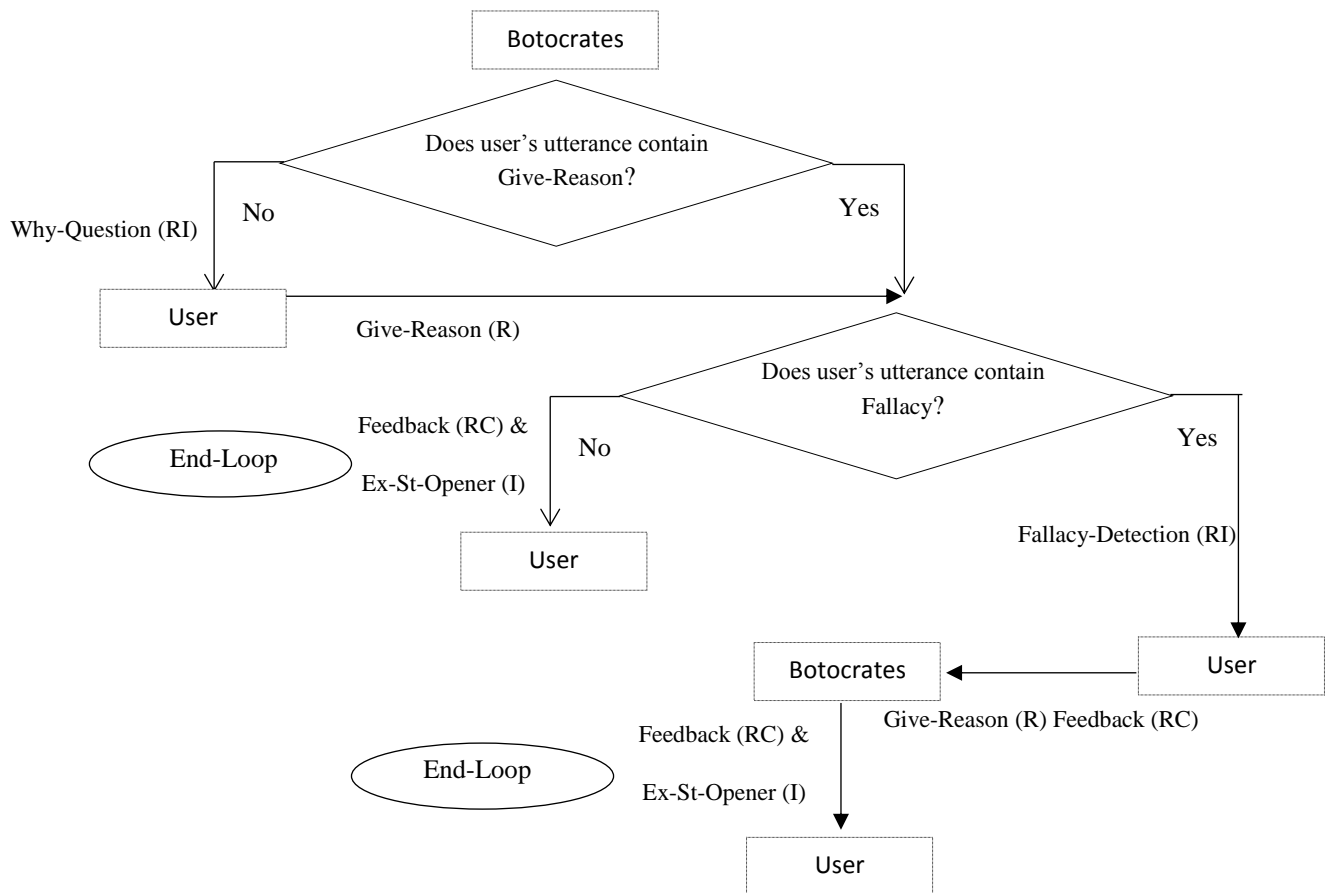 Botocrates
Does user’s utterance contain
Give-Reason?
No
Yes
Why-Question (RI)
User
Give-Reason (R)
Does user’s utterance contain
Fallacy?
Feedback (RC) &
No
Yes
End-Loop
Ex-St-Opener (I)
Fallacy-Detection (RI)
User
Botocrates
User
Give-Reason (R) Feedback (RC)
Feedback (RC) &
End-Loop
Ex-St-Opener (I)
User